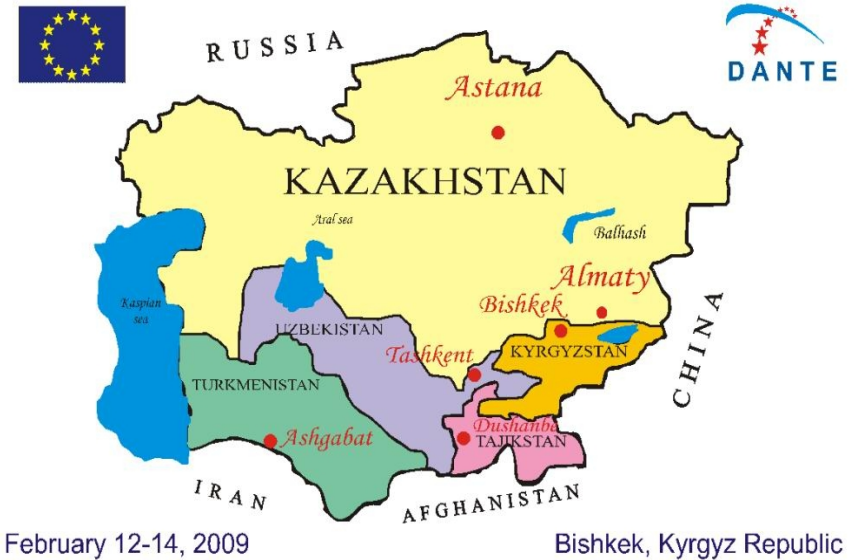 RUSSIA
DANTE
Astana
KAZAKHSTAN
Aral sea
Balhash
Almaty
Kaspian
sea
Bishkek
UZBEKISTAN
CHINA
Tashkent
KYRGYZSTAN
TURKMENISTAN
Ashgabat
Dushanbe
TAJIKSTAN
IRAN
AFGHANISTAN
February 12-14, 2009
Bishkek, Kyrgyz Republic